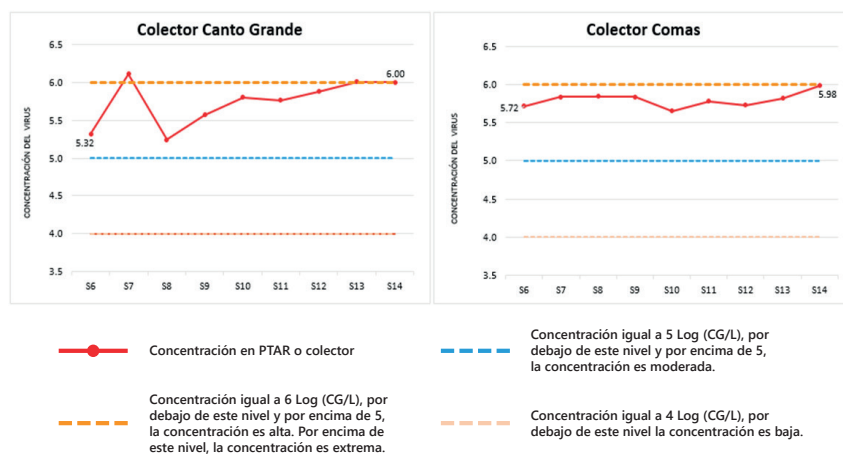 Colector Canto Grande
CONCENTRACIÓN DEL VIRUS
6.5
6.0
5.5
5.0
4.5
4.0
3.5
5.32
6.00
S6 S7 S8 S9 S10 S11 S12 S13 S14
Colector Comas
CONCENTRACIÓN DEL VIRUS
6.5
6.0
5.5
5.0
4.5
4.0
3.5
5.72
5.98
S6 S7 S8 S9 S10 S11 S12 S13 S14
Concentración en PTAR o colector
Concentración igual a 5 Log (CG/L), por
debajo de este nivel y por encima de 5,
la concentración es moderada.
Concentración igual a 6 Log (CG/L), por
debajo de este nivel y por encima de 5,
la concentración es alta. Por encima de
este nivel, la concentración es extrema.
Concentración igual a 4 Log (CG/L), por
debajo de este nivel la concentración es baja.